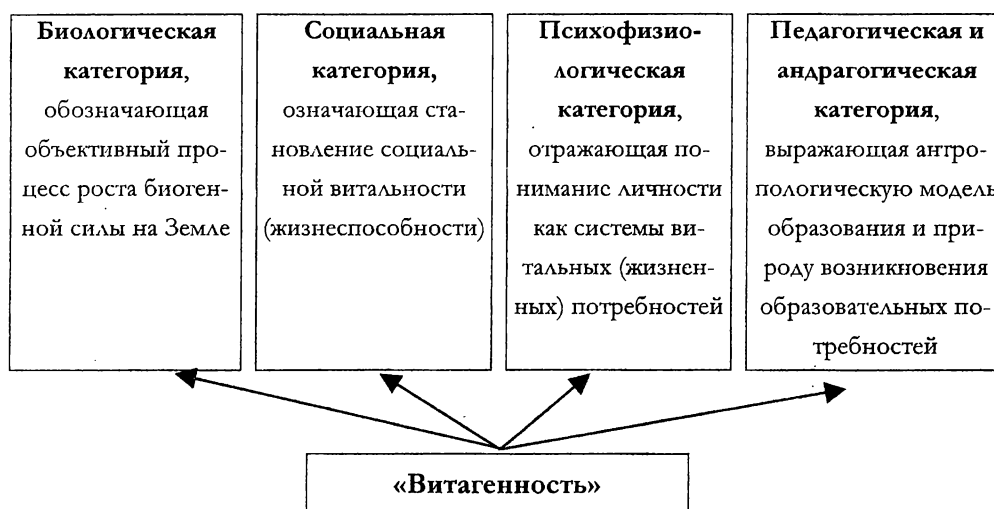 Биологическая
категория,
обозначающая
объективный про-
цесс роста биоген-
ной силы на Земле
Социальная
категория,
означающая ста-
новление социаль-
ной витальности
(жизнеспособности)
Психофизио-
логическая
категория,
отражающая по-
нимание личности
как системы ви-
тальных (жизнен-
ных) потребностей
Педагогическая и
андрагогическая
категория,
выражающая антро-
пологическую модель
образования и при-
роду возникновения
образовательных по-
требностей
«Витагенность»